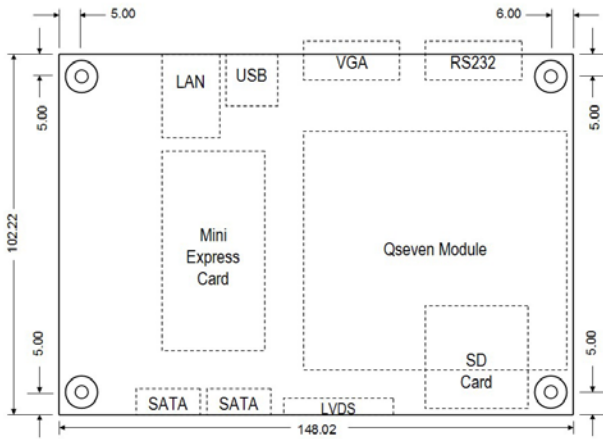 5.00
6.00
LAN
USB
VGA
RS232
5.00
5.00
102.22
Mini
Express
Card
Qseven Module
5.00
5.00
SD
Card
SATA
SATA
LVDS
148.02